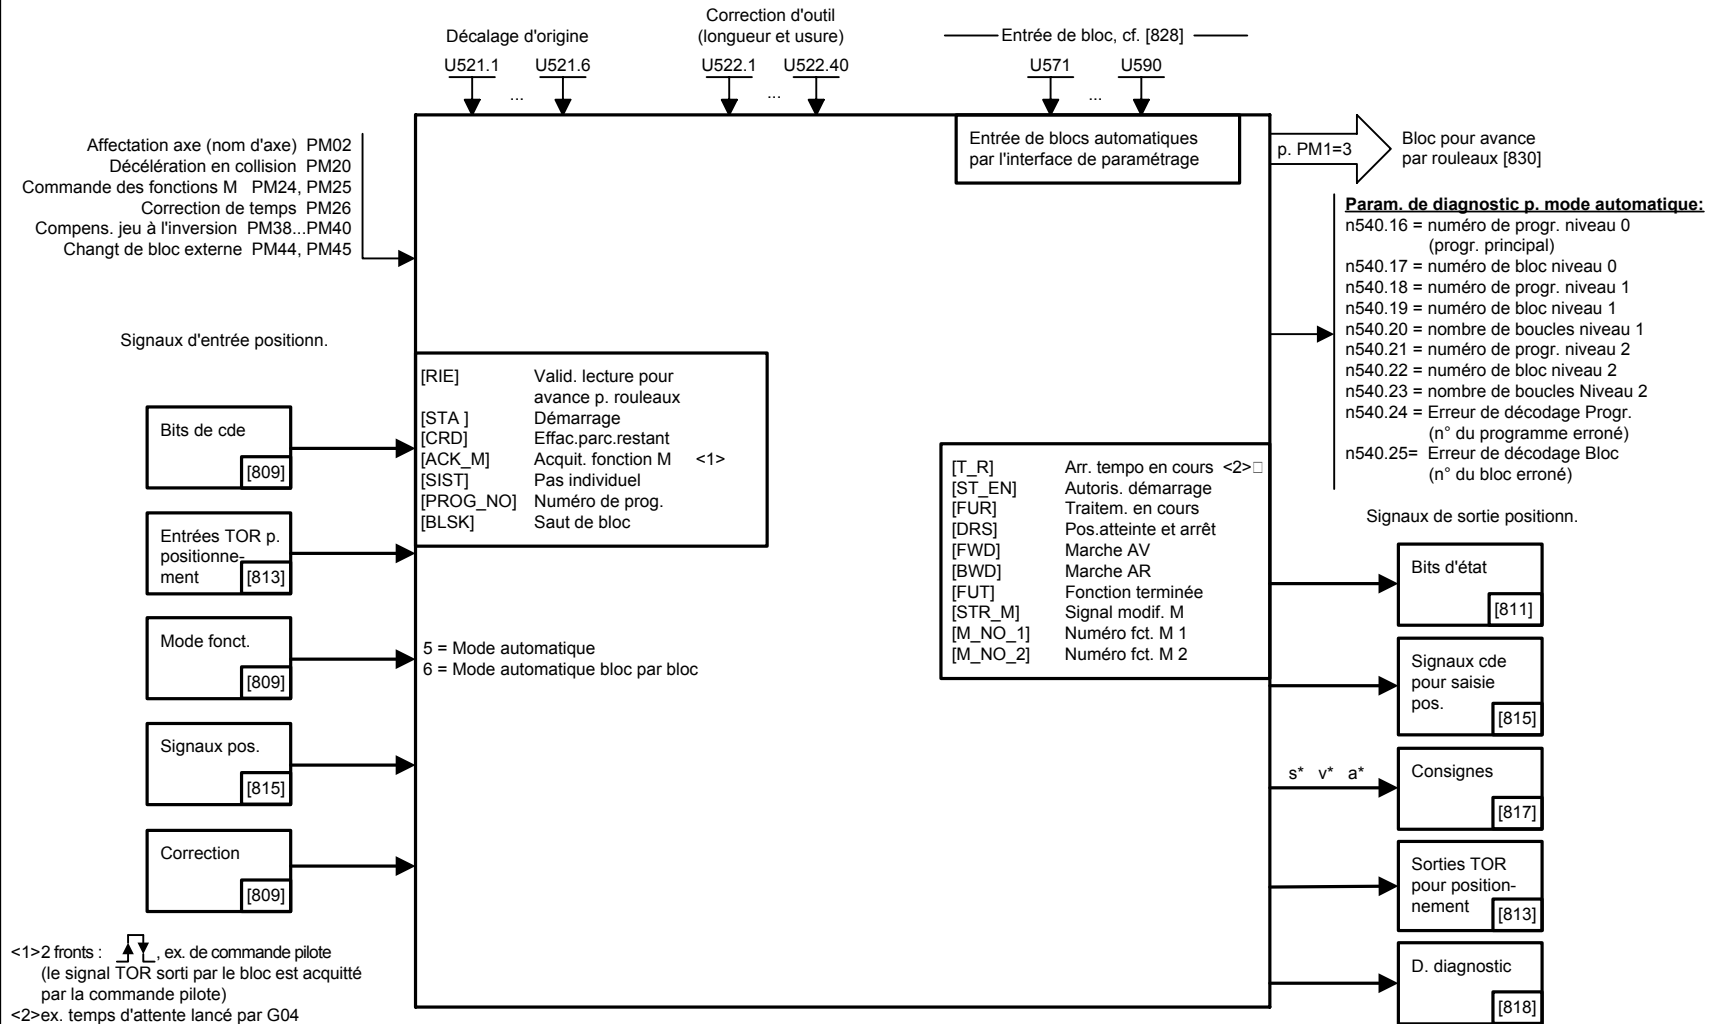 Décalage d'origine
U521.1 U521.6
...
Correction d'outil
(longueur et usure)
U522.1 U522.40
...
Entrée de bloc, cf. [828]
U571 U590
...
Affectation axe (nom d'axe) PM02
Décélération en collision PM20
Commande des fonctions M PM24, PM25
Correction de temps PM26
Compens. jeu à l'inversion PM38...PM40
Changt de bloc externe PM44, PM45
Entrée de blocs automatiques
par l'interface de paramétrage
p. PM1=3
Bloc pour avance
par rouleaux [830]
Param. de diagnostic p. mode automatique:
n540.16 = numéro de progr. niveau 0
(progr. principal)
n540.17 = numéro de bloc niveau 0
n540.18 = numéro de progr. niveau 1
n540.19 = numéro de bloc niveau 1
n540.20 = nombre de boucles niveau 1
n540.21 = numéro de progr. niveau 2
n540.22 = numéro de bloc niveau 2
n540.23 = nombre de boucles Niveau 2
n540.24 = Erreur de décodage Progr.
(n° du programme erroné)
n540.25= Erreur de décodage Bloc
(n° du bloc erroné)
Signaux d'entrée positionn.
Bits de cde
[809]
Entrées TOR p.
positionne-
ment [813]
Mode fonct.
[809]
Signaux pos.
[815]
Correction
[809]
[RIE] Valid. lecture pour
avance p. rouleaux
[STA ] Démarrage
[CRD] Effac.parc.restant
[ACK_M] Acquit. fonction M <1>
[SIST] Pas individuel
[PROG_NO] Numéro de prog.
[BLSK] Saut de bloc
5 = Mode automatique
6 = Mode automatique bloc par bloc
[T_R] Arr. tempo en cours <2>□
[ST_EN] Autoris. démarrage
[FUR] Traitem. en cours
[DRS] Pos.atteinte et arrêt
[FWD] Marche AV
[BWD] Marche AR
[FUT] Fonction terminée
[STR_M] Signal modif. M
[M_NO_1] Numéro fct. M 1
[M_NO_2] Numéro fct. M 2
Signaux de sortie positionn.
Bits d'état
[811]
Signaux cde
pour saisie
pos.
[815]
s* v* a*
Consignes
[817]
Sorties TOR
pour position-
nement [813]
D. diagnostic
[818]
<1>2 fronts : , ex. de commande pilote
(le signal TOR sorti par le bloc est acquitté
par la commande pilote)
<2>ex. temps d'attente lancé par G04